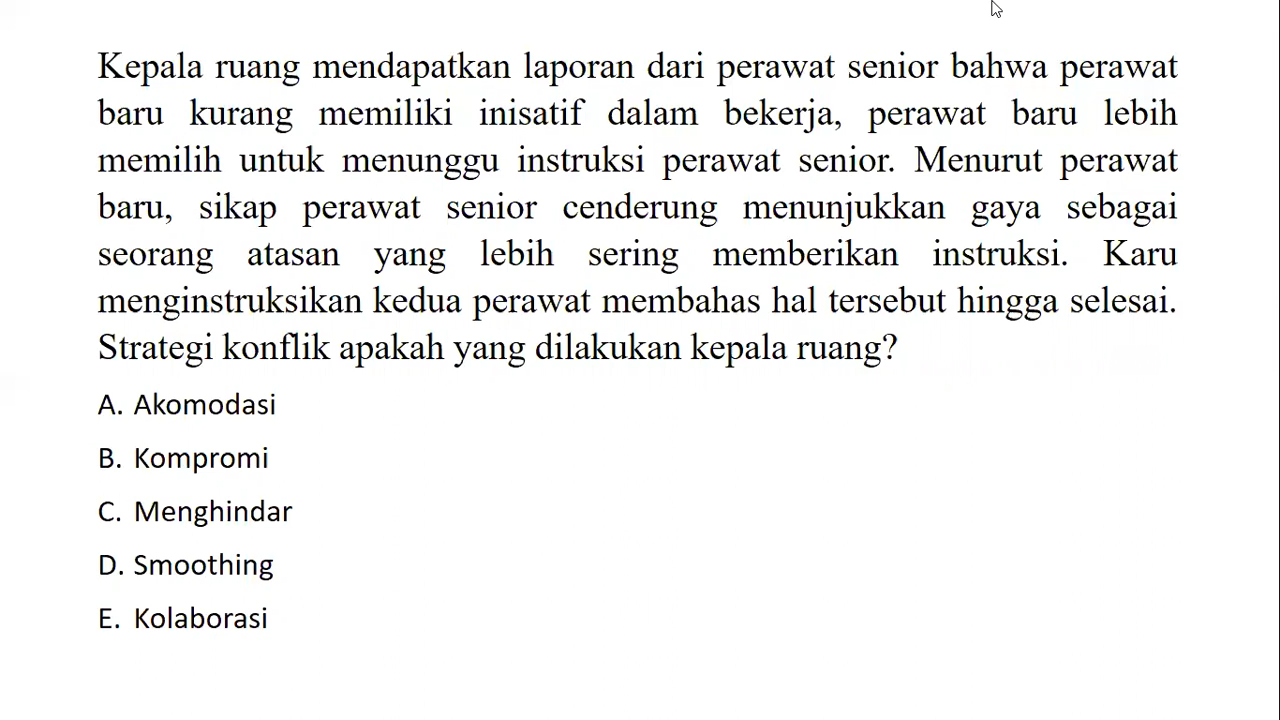 Kepala ruang mendapatkan laporan dari perawat senior bahwa perawat
baru kurang memiliki inisatif dalam bekerja, perawat baru lebih
memilih untuk menunggu instruksi perawat senior. Menurut perawat
baru, sikap perawat senior cenderung menunjukkan gaya sebagai
seorang atasan yang lebih sering memberikan instruksi. Karu
menginstruksikan kedua perawat membahas hal tersebut hingga selesai.
Strategi konflik apakah yang dilakukan kepala ruang?
A. Akomodasi
B. Kompromi
C. Menghindar
D. Smoothing
E. Kolaborasi